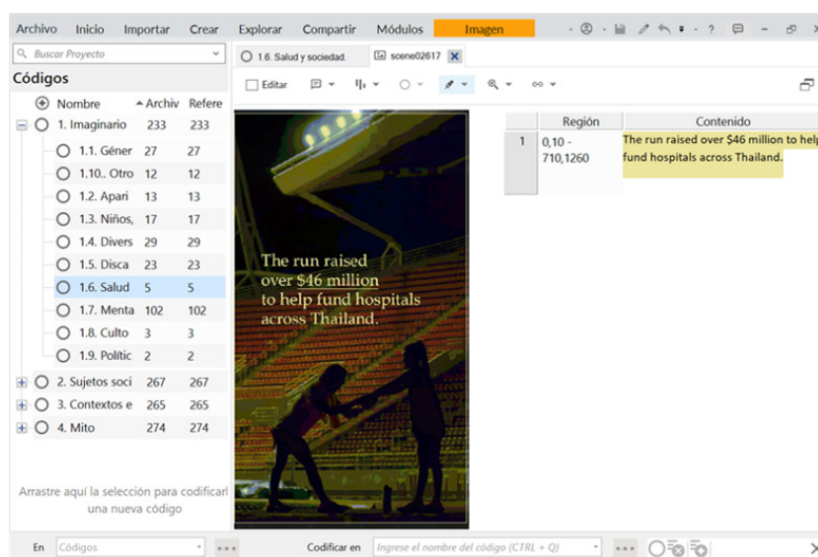 Archivo Inicio Importar Crear Explorar Compartir Módulos Imagen
Buscar Proyecto
1.6. Salud y sociedad. scene02617
Códigos
Editar
Nombre Archiv Refere
1. Imaginario 233 233
1.1. Géner 27 27
1.10.. Otro 12 12
1.2. Apari 13 13
1.3. Niños, 17 17
1.4. Divers 29 29
1.5. Disca 23 23
1.6. Salud 5 5
1.7. Menta 102 102
1.8. Culto 3 3
1.9. Polític 2 2
2. Sujetos soci 267 267
3. Contextos e 265 265
4. Mito 274 274
Arrastre aquí la selección para codificarl
una nueva código
The run raised
over $46 million
to help fund hospitals
across Thailand.
Región Contenido
1 0,10 - The run raised over $46 million to help
710,1260 fund hospitals across Thailand.
En Códigos Codificar en Ingrese el nombre del código (CTRL + Q)